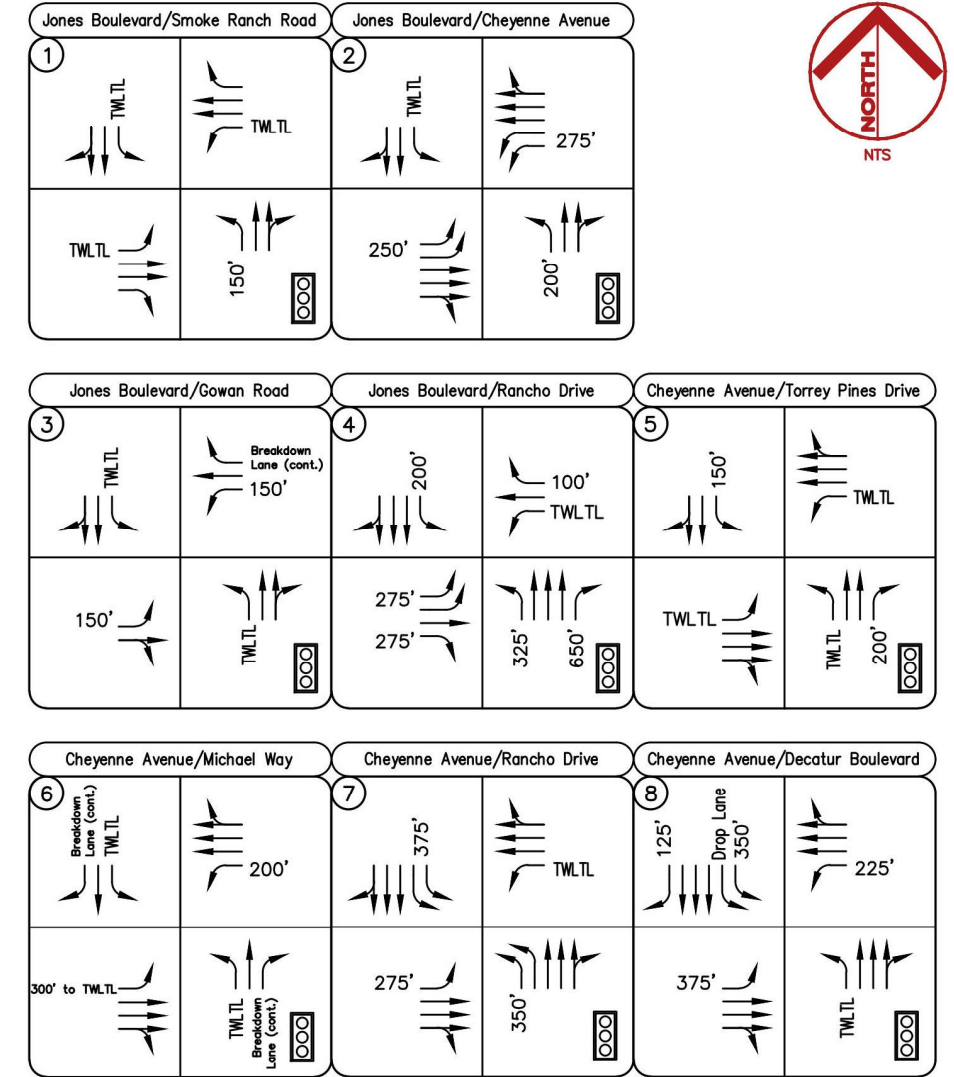 Jones Boulevard/Smoke Ranch Road
Jones Boulevard/Cheyenne Avenue
NORTH
NTS
1
TWLTL
TWLTL
TWLTL
150'
2
TWLTL
275'
250'
200'
Jones Boulevard/Gowan Road
Jones Boulevard/Rancho Drive
Cheyenne Avenue/Torrey Pines Drive
3
TWLTL
Breakdown
Lane (cont.)
150'
150'
TWLTL
4
200'
100'
TWLTL
275'
275'
325'
650'
5
150'
TWLTL
TWLTL
TWLTL
200'
Cheyenne Avenue/Michael Way
Cheyenne Avenue/Rancho Drive
Cheyenne Avenue/Decatur Boulevard
6
Breakdown
Lane (cont.)
TWLTL
200'
300' to TWLTL
TWLTL
Breakdown
Lane (cont.)
7
375'
TWLTL
275'
350'
8
125'
Drop Lane
350'
225'
375'
TWLTL